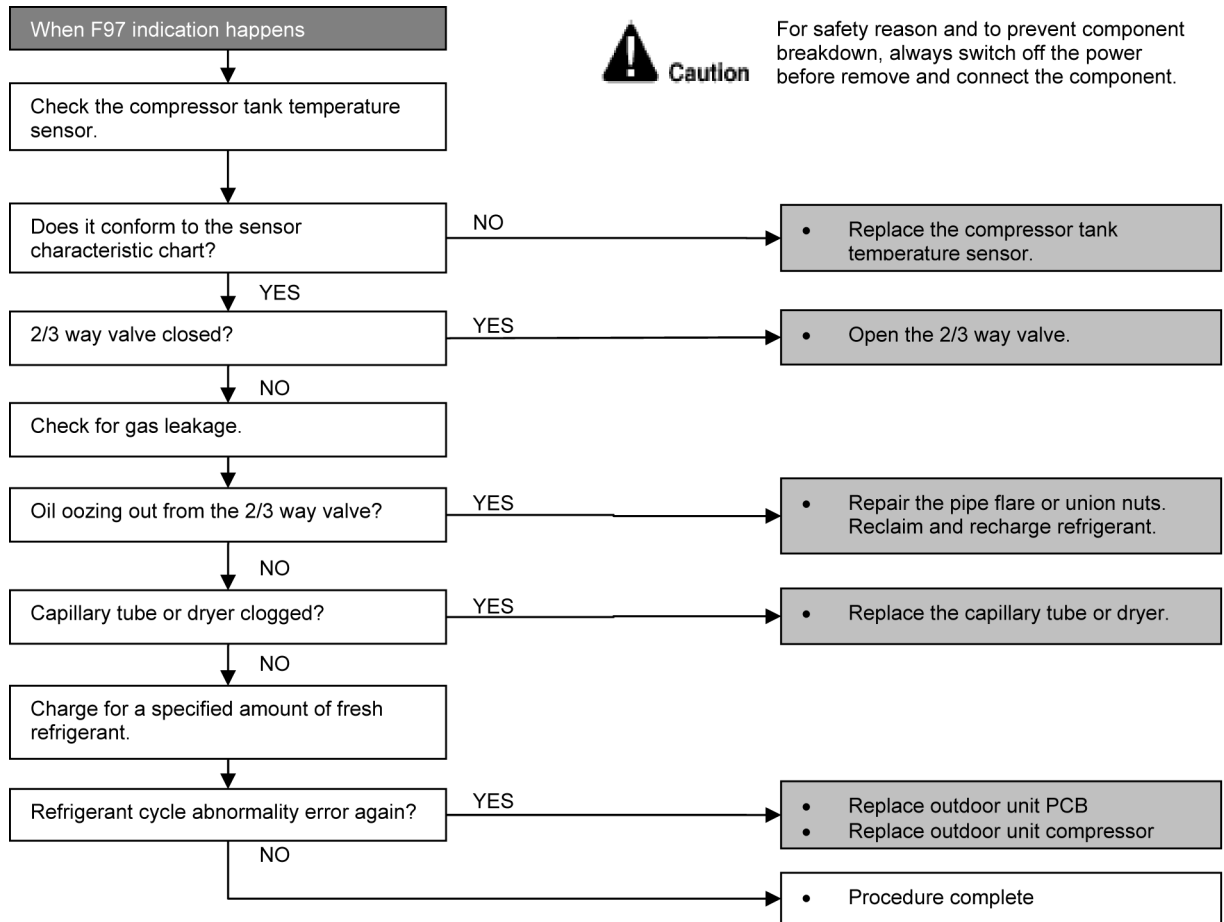 When F97 indication happens
Caution
For safety reason and to prevent component
breakdown, always switch off the power
before remove and connect the component.
Check the compressor tank temperature
sensor.
Does it conform to the sensor
characteristic chart?
NO
• Replace the compressor tank
temperature sensor.
YES
2/3 way valve closed?
YES
• Open the 2/3 way valve.
NO
Check for gas leakage.
Oil oozing out from the 2/3 way valve?
YES
• Repair the pipe flare or union nuts.
Reclaim and recharge refrigerant.
NO
Capillary tube or dryer clogged?
YES
• Replace the capillary tube or dryer.
NO
Charge for a specified amount of fresh
refrigerant.
Refrigerant cycle abnormality error again?
YES
• Replace outdoor unit PCB
• Replace outdoor unit compressor
NO
• Procedure complete